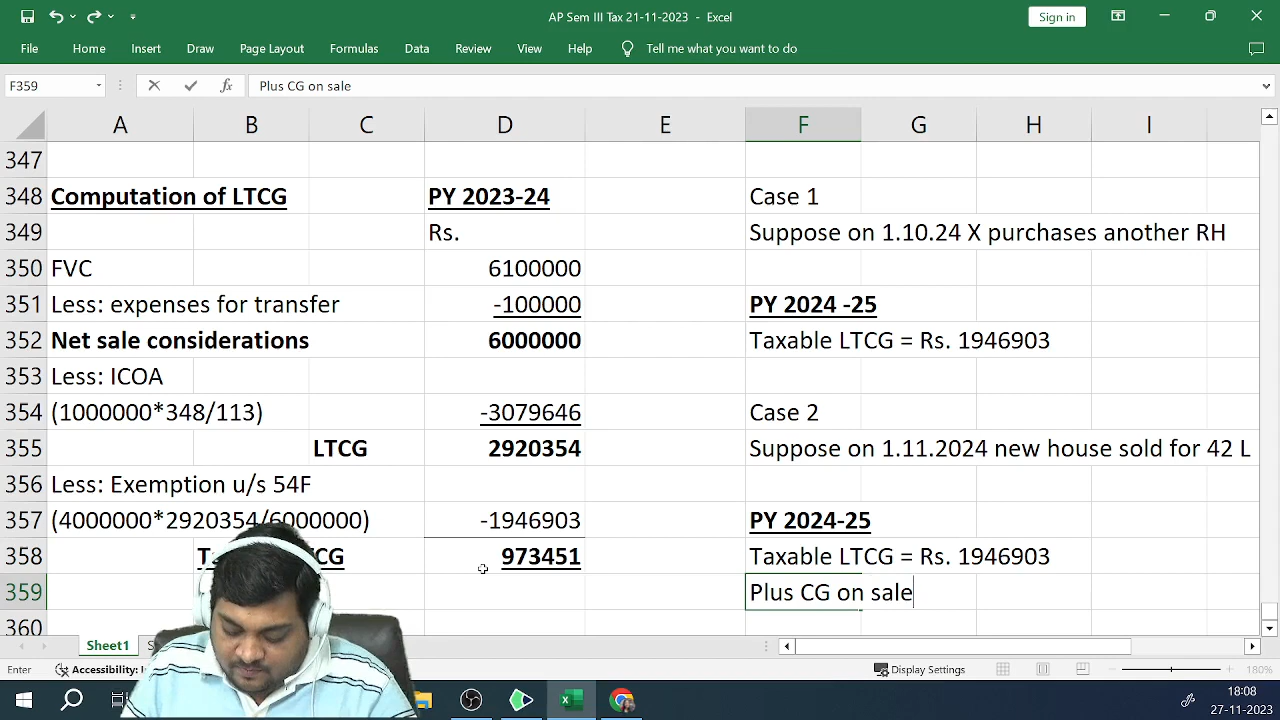 AP Sem III Tax 21-11-2023 - Excel
Sign in
File Home Insert Draw Page Layout Formulas Data Review View Help Tell me what you want to do
F359 fx Plus CG on sale
A B C D E F G H I
347
348 Computation of LTCG PY 2023-24 Case 1
349 Rs. Suppose on 1.10.24 X purchases another RH
350 FVC 6100000
351 Less: expenses for transfer -100000 PY 2024 -25
352 Net sale considerations 6000000 Taxable LTCG = Rs. 1946903
353 Less: ICOA
354 (1000000*348/113) -3079646 Case 2
355 LTCG 2920354 Suppose on 1.11.2024 new house sold for 42 L
356 Less: Exemption u/s 54F
357 (4000000*2920354/6000000) -1946903 PY 2024-25
358 973451 Taxable LTCG = Rs. 1946903
359 Plus CG on sale
360
Sheet1
Enter Accessibility: Display Settings 180%
18:08
27-11-2023